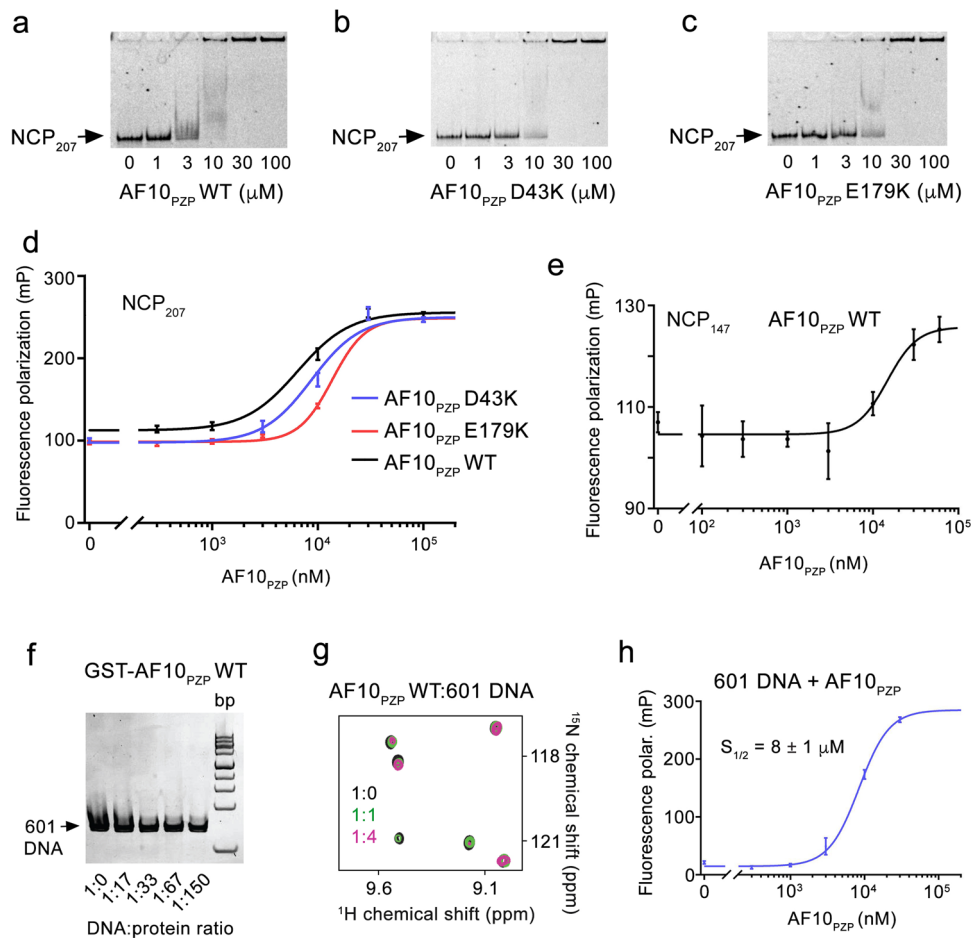 a
b
c
NCP207
0 1 3 10 30 100
AF10PZP WT (μM)
NCP207
0 1 3 10 30 100
AF10PZP D43K (μM)
NCP207
0 1 3 10 30 100
AF10PZP E179K (μM)
d
Fluorescence polarization (mP)
300
200
100
0
NCP207
AF10PZP D43K
AF10PZP E179K
AF10PZP WT
0 10³ 10⁴ 10⁵
AF10PZP (nM)
e
Fluorescence polarization (mP)
130
110
90
NCP147 AF10PZP WT
0 10² 10³ 10⁴ 10⁵
AF10PZP (nM)
f
GST-AF10PZP WT
bp
601
DNA
1:0 1:17 1:33 1:67 1:150
DNA:protein ratio
g
AF10PZP WT:601 DNA
1:0
1:1
1:4
118
121
¹⁵N chemical shift (ppm)
9.6 9.1
¹H chemical shift (ppm)
h
601 DNA + AF10PZP
Fluorescence polar. (mP)
300
200
100
0
S1/2 = 8 ± 1 μM
0 10³ 10⁴ 10⁵
AF10PZP (nM)